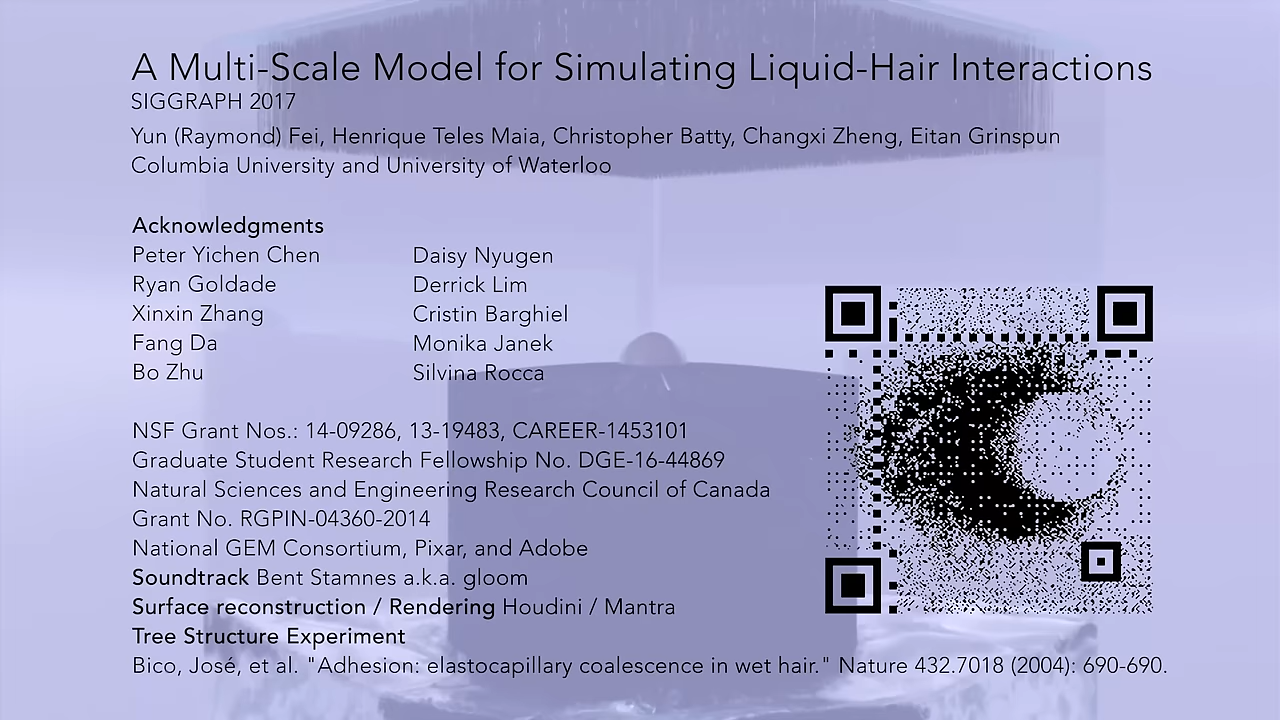 A Multi-Scale Model for Simulating Liquid-Hair Interactions
SIGGRAPH 2017
Yun (Raymond) Fei, Henrique Teles Maia, Christopher Batty, Changxi Zheng, Eitan Grinspun
Columbia University and University of Waterloo
Acknowledgments
Peter Yichen Chen
Ryan Goldade
Xinxin Zhang
Fang Da
Bo Zhu
Daisy Nyugen
Derrick Lim
Cristin Barghiel
Monika Janek
Silvina Rocca
NSF Grant Nos.: 14-09286, 13-19483, CAREER-1453101
Graduate Student Research Fellowship No. DGE-16-44869
Natural Sciences and Engineering Research Council of Canada
Grant No. RGPIN-04360-2014
National GEM Consortium, Pixar, and Adobe
Soundtrack Bent Stamnes a.k.a. gloom
Surface reconstruction / Rendering Houdini / Mantra
Tree Structure Experiment
Bico, José, et al. "Adhesion: elastocapillary coalescence in wet hair." Nature 432.7018 (2004): 690-690.